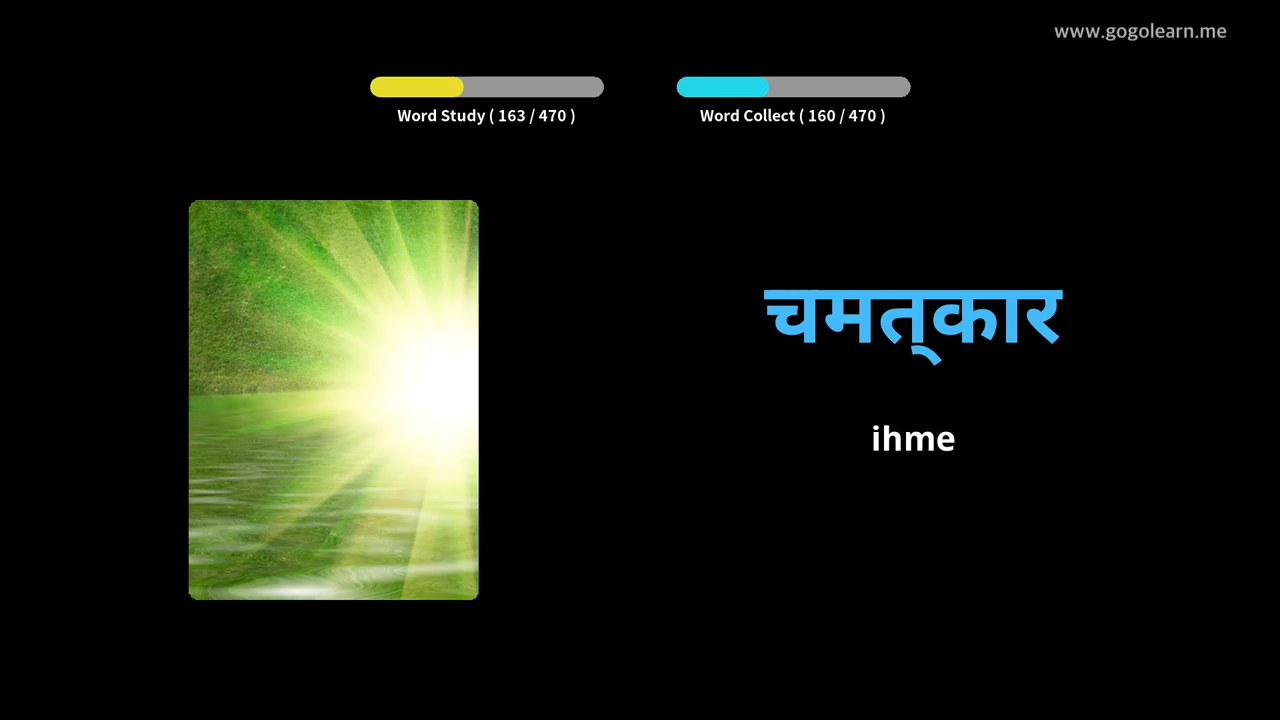 www.gogolearn.me
Word Study ( 163 / 470 )
Word Collect ( 160 / 470 )
चमत्‌कार
ihme